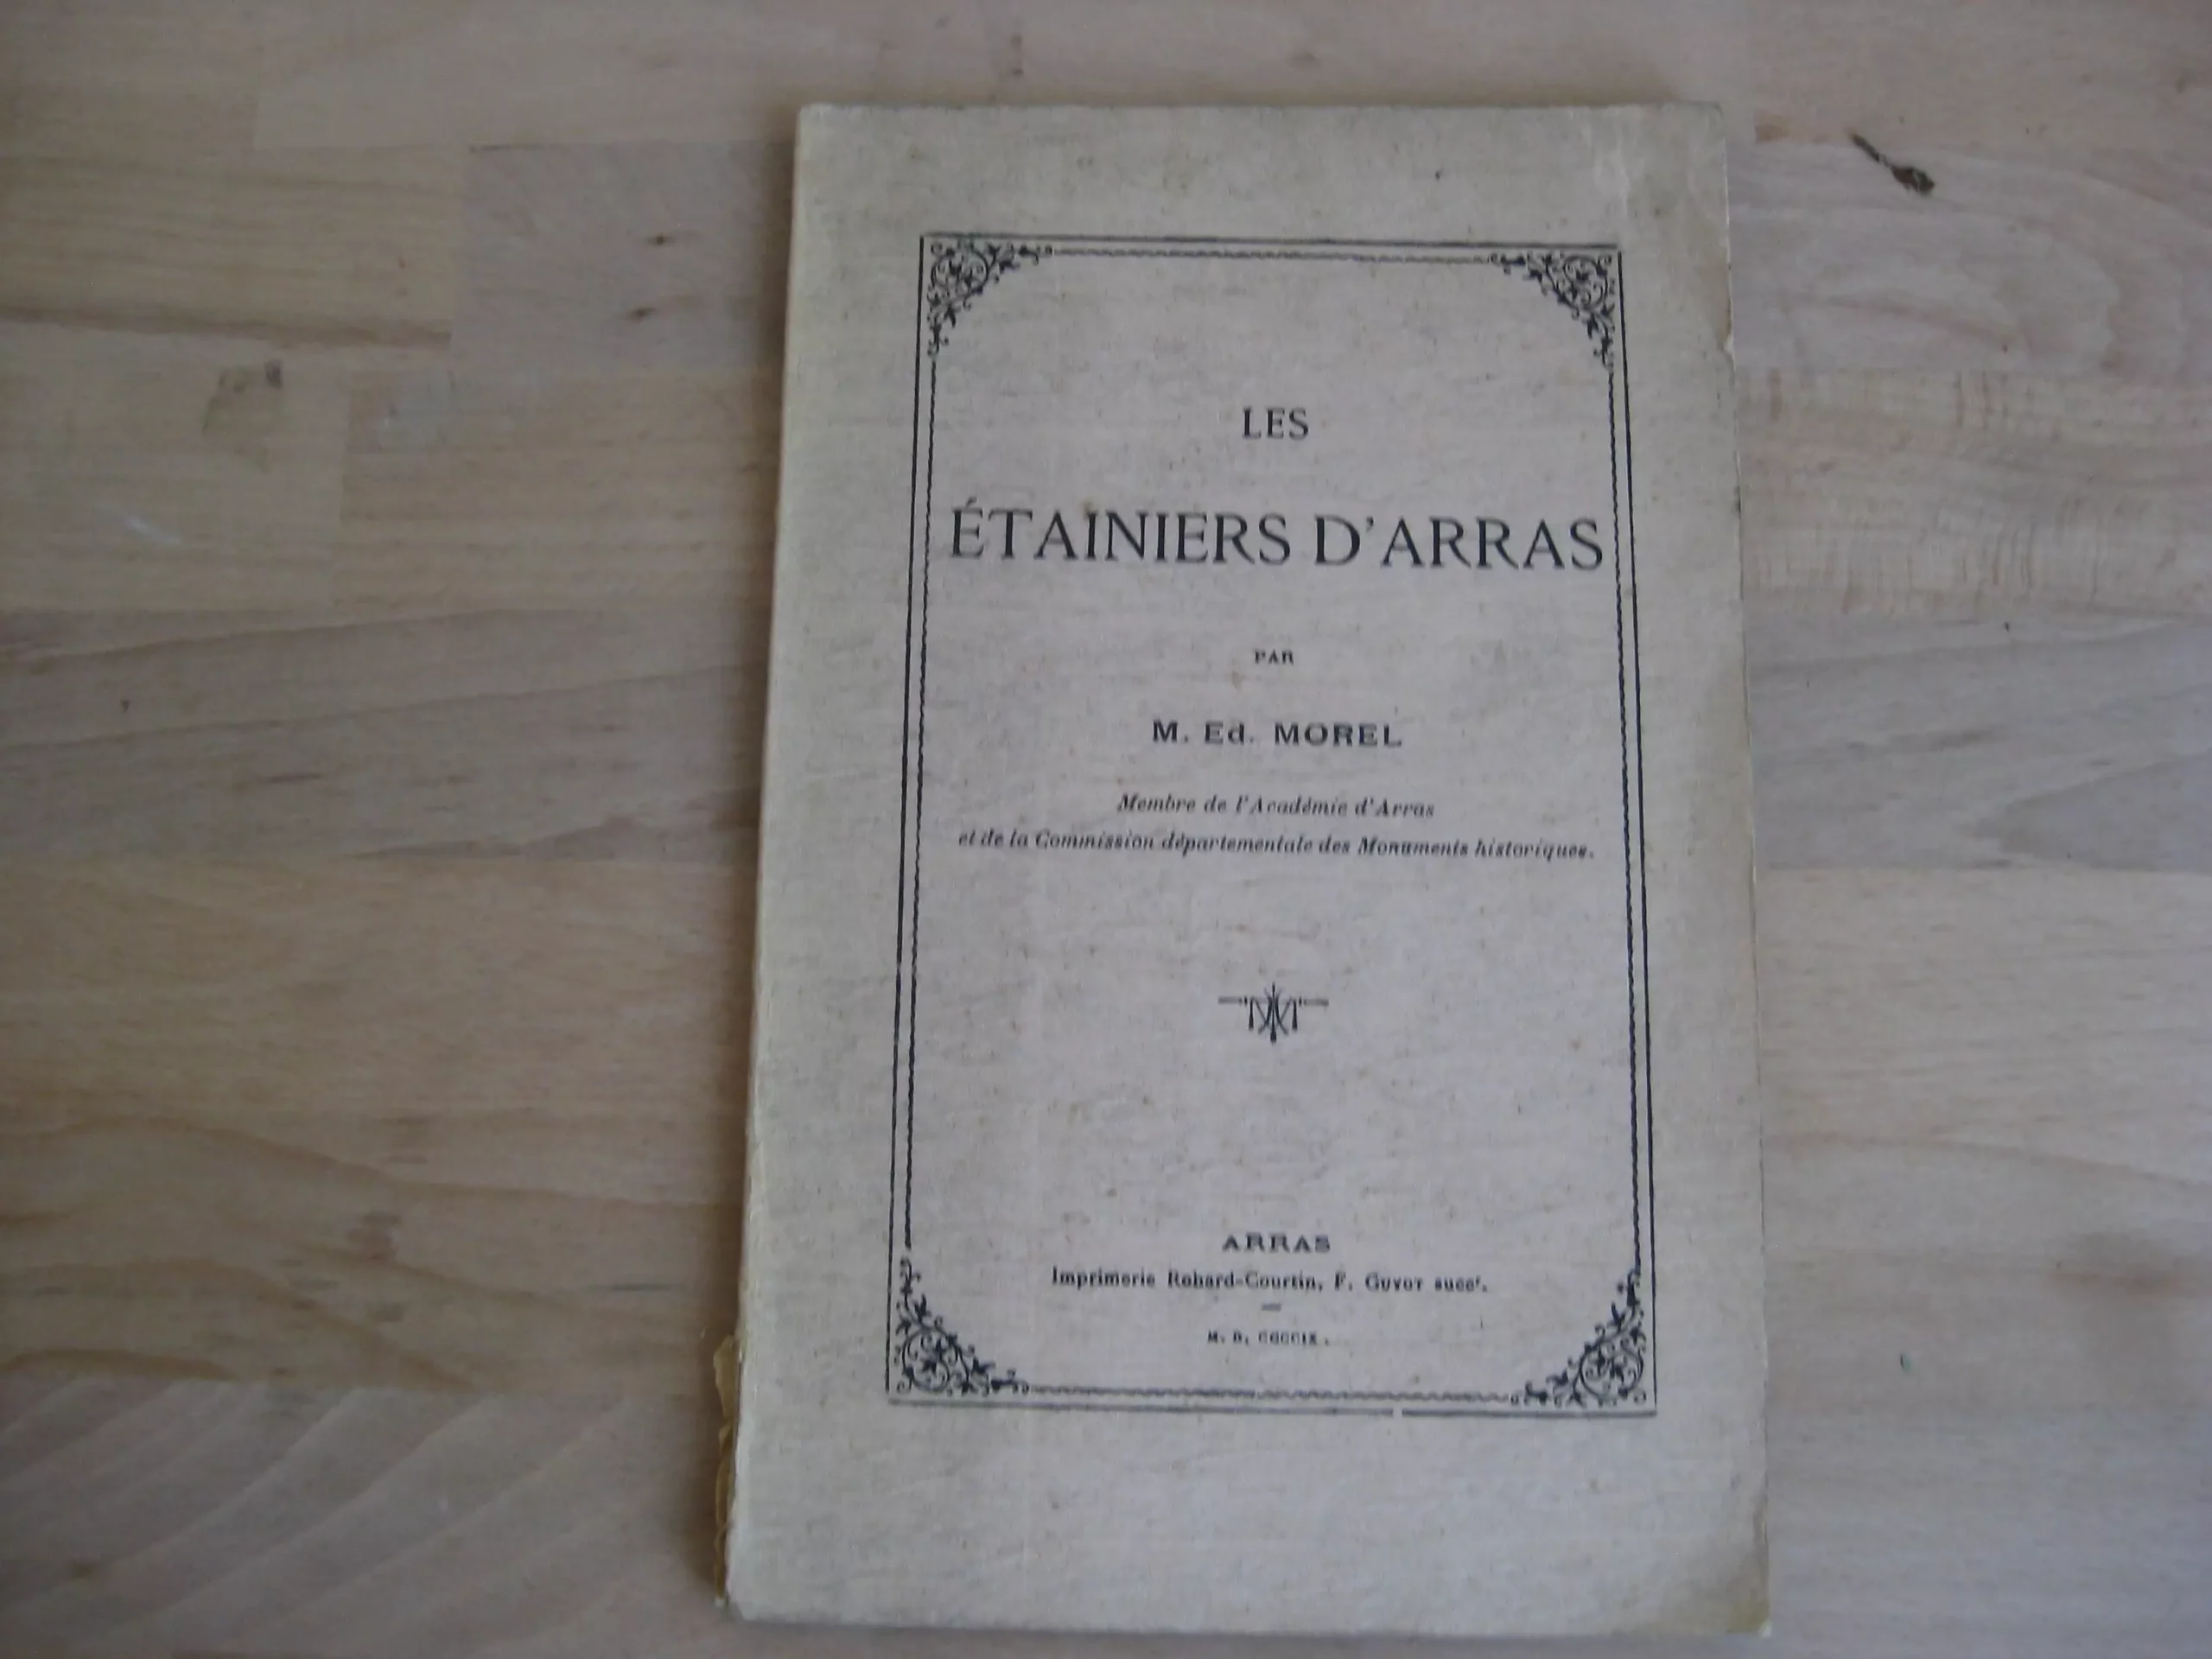 LES
ÉTAINIERS D'ARRAS
PAR
M. Ed. MOREL
Membre de l'Académie d'Arras
et de la Commission départementale des Monuments historiques.
ARRAS
Imprimerie Rohard-Courtin, F. Guyot succr.
M. D. CCCCIX.